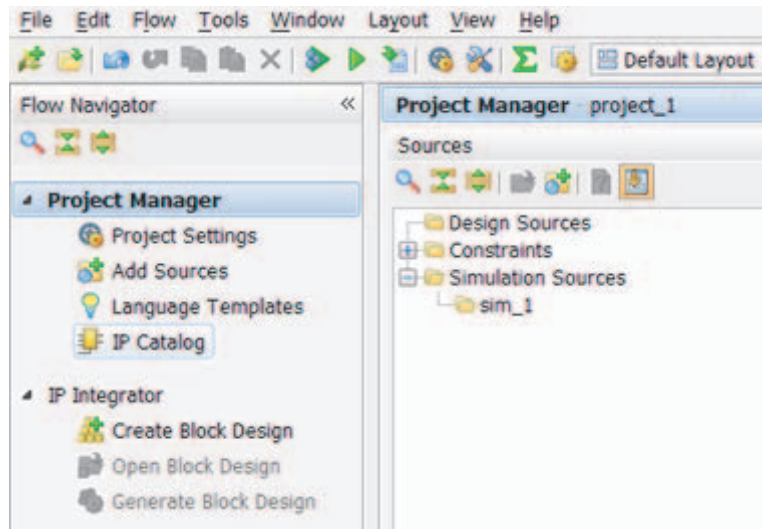 File Edit Flow Tools Window Layout View Help
Default Layout
Flow Navigator
Project Manager
Project Settings
Add Sources
Language Templates
IP Catalog
IP Integrator
Create Block Design
Open Block Design
Generate Block Design
Project Manager - project_1
Sources
Design Sources
Constraints
Simulation Sources
sim_1